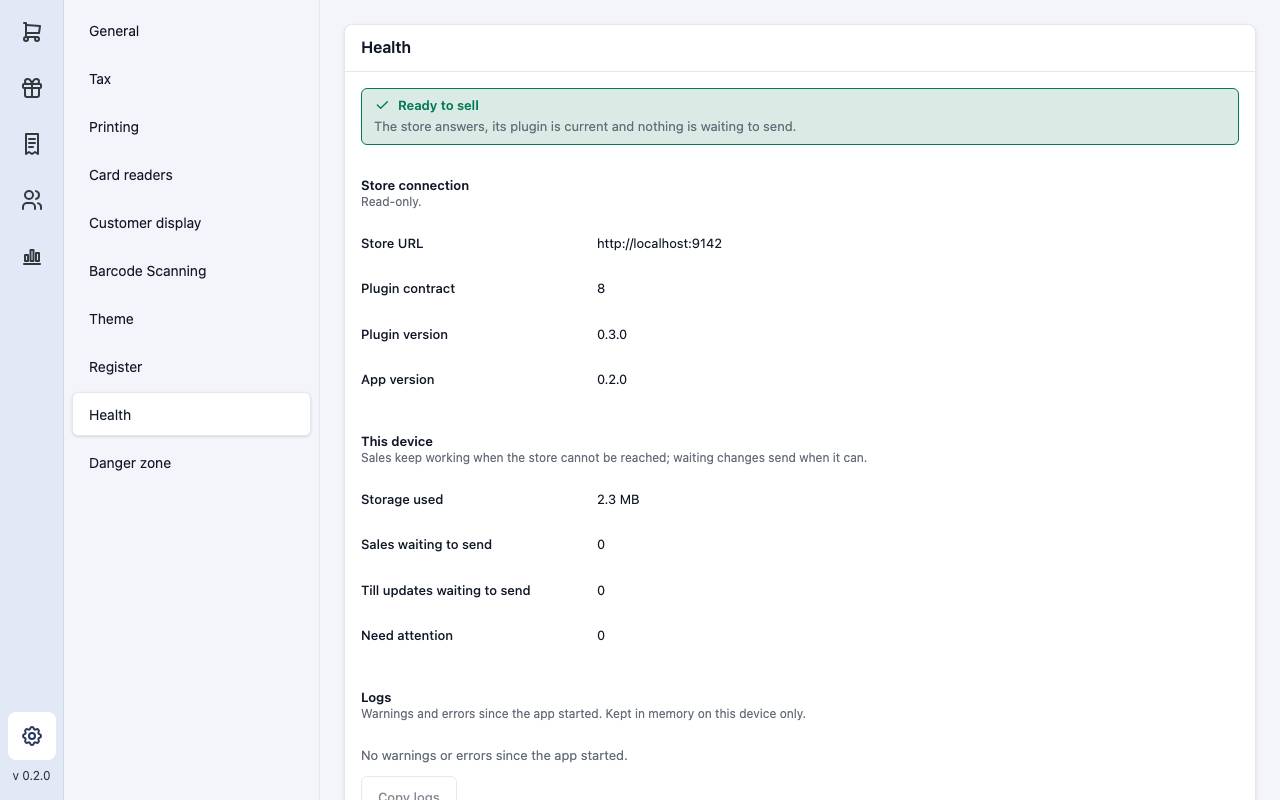 General
Tax
Printing
Card readers
Customer display
Barcode Scanning
Theme
Register
Health
Danger zone
v 0.2.0
Health
Ready to sell
The store answers, its plugin is current and nothing is waiting to send.
Store connection
Read-only.
Store URL http://localhost:9142
Plugin contract 8
Plugin version 0.3.0
App version 0.2.0
This device
Sales keep working when the store cannot be reached; waiting changes send when it can.
Storage used 2.3 MB
Sales waiting to send 0
Till updates waiting to send 0
Need attention 0
Logs
Warnings and errors since the app started. Kept in memory on this device only.
No warnings or errors since the app started.
Copy logs